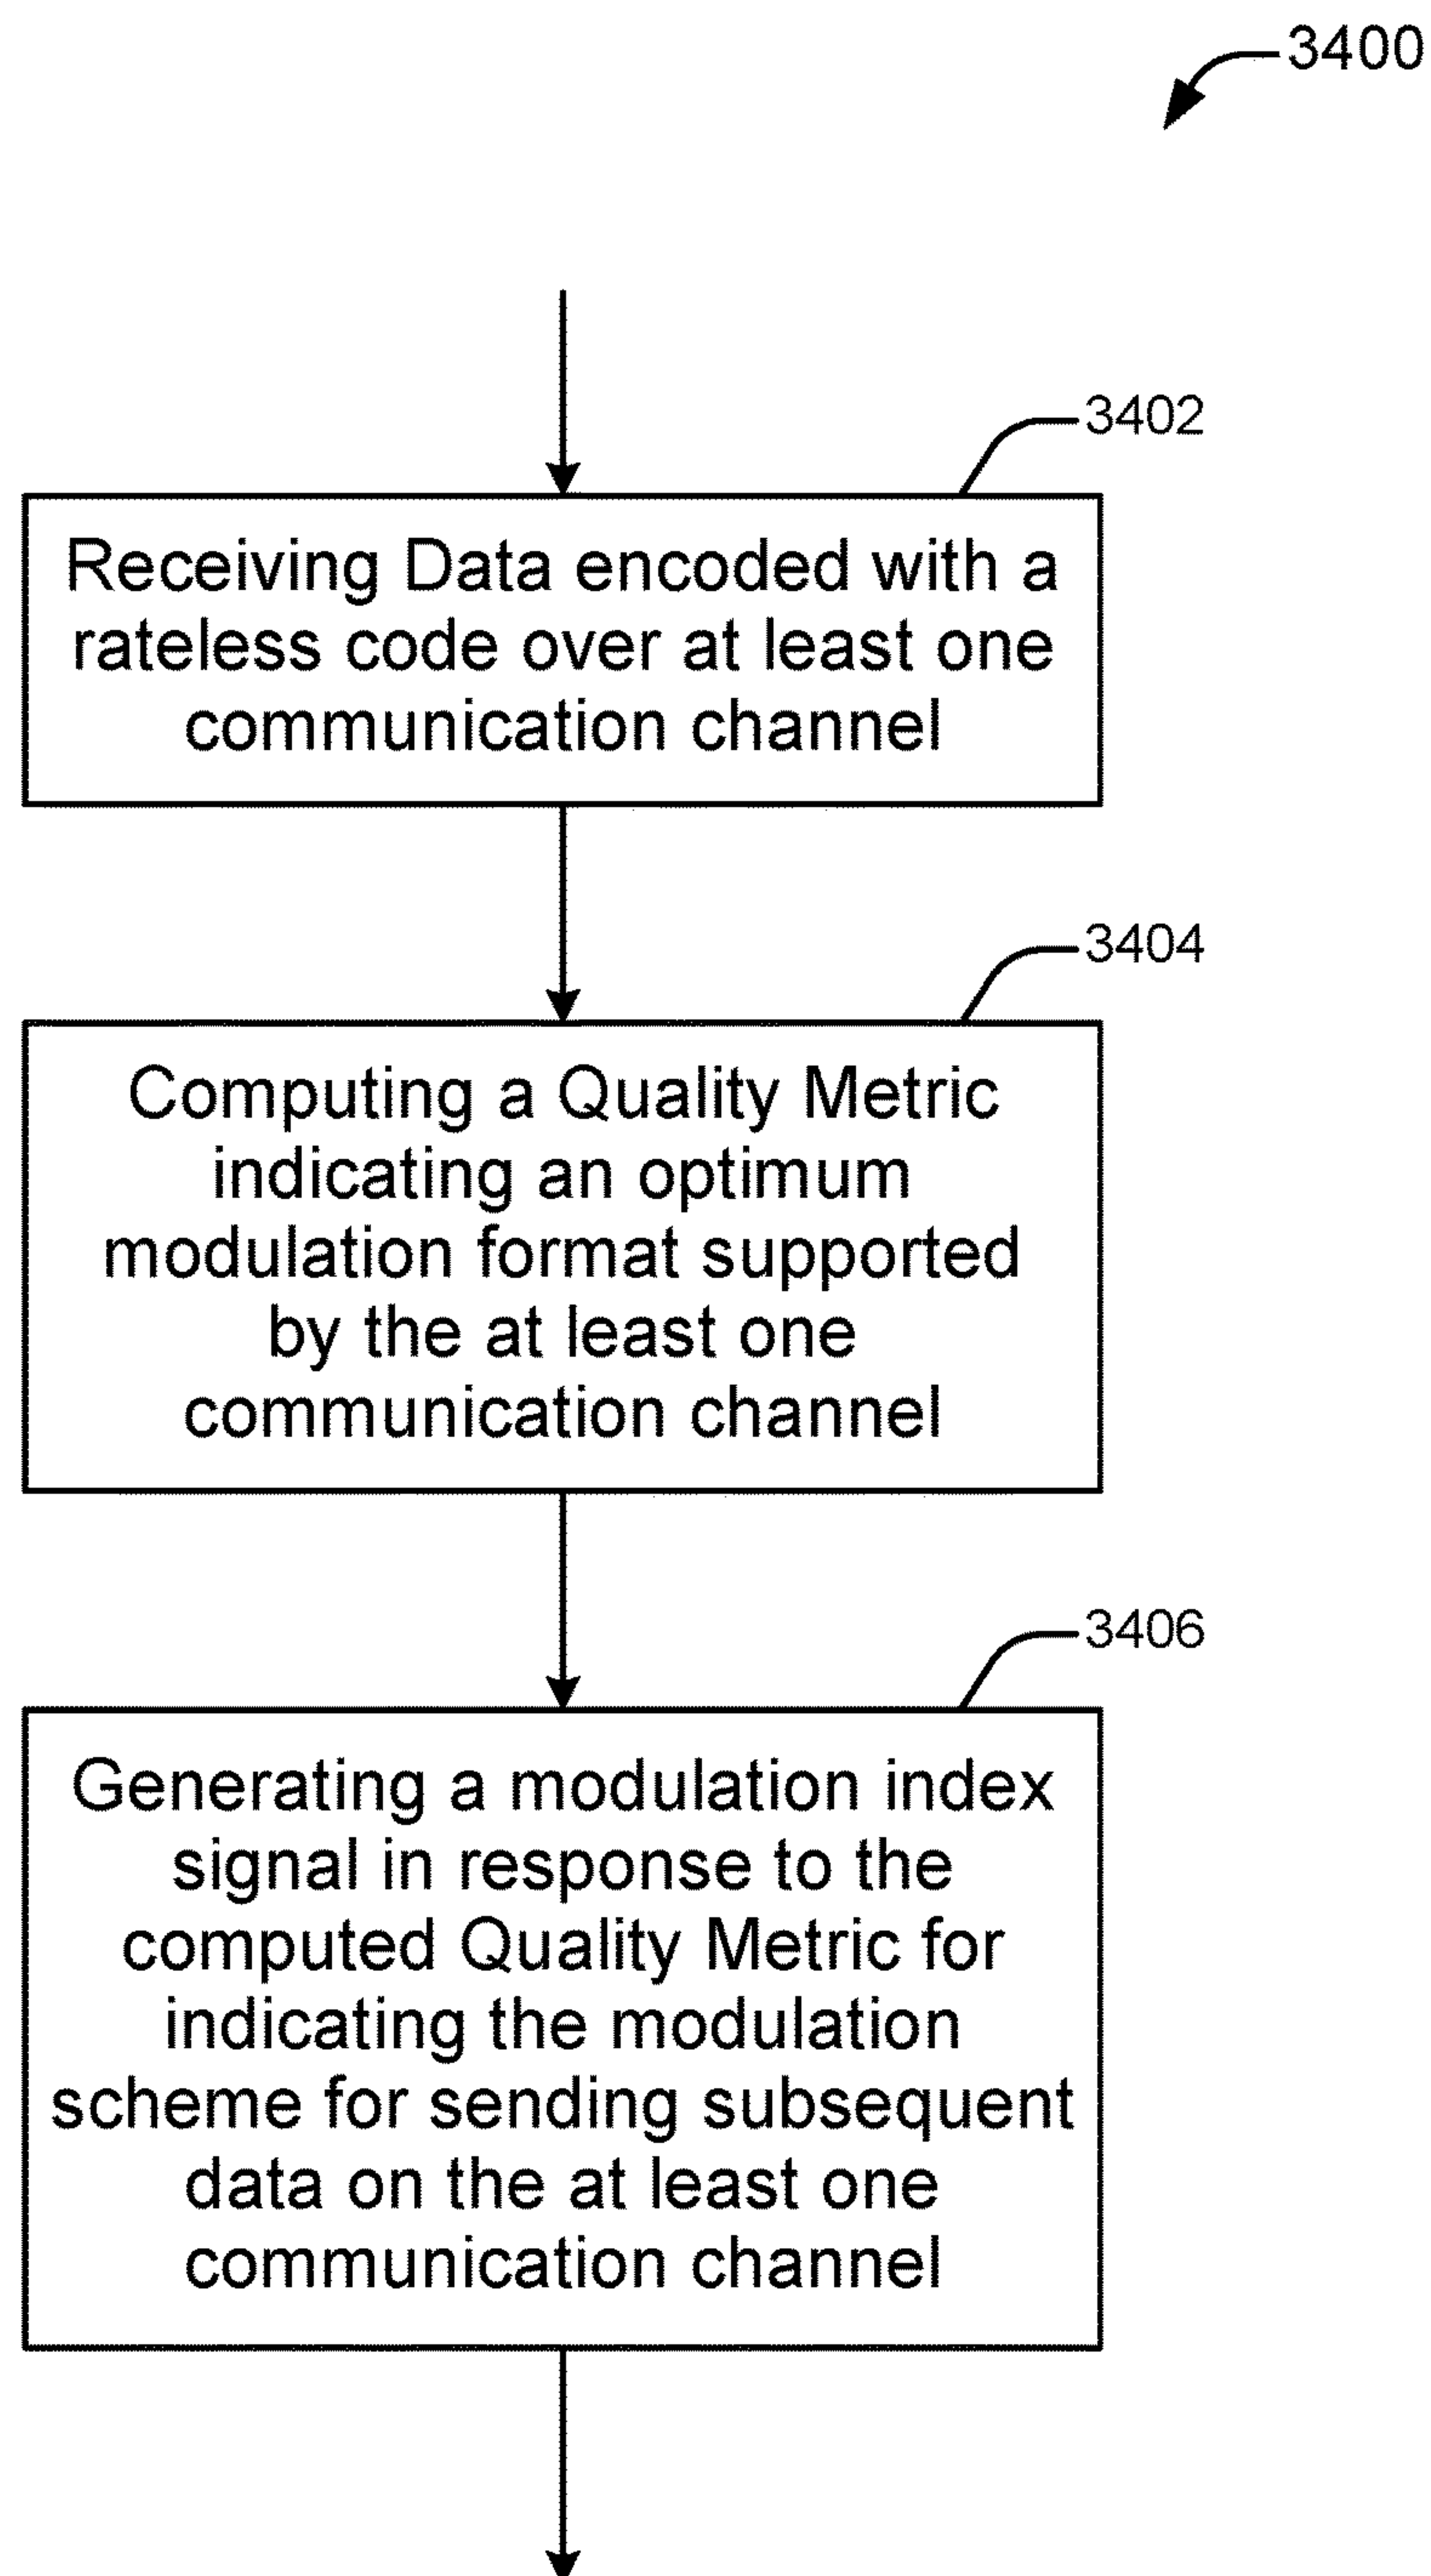 3400
3402
Receiving Data encoded with a
rateless code over at least one
communication channel
3404
Computing a Quality Metric
indicating an optimum
modulation format supported
by the at least one
communication channel
3406
Generating a modulation index
signal in response to the
computed Quality Metric for
indicating the modulation
scheme for sending subsequent
data on the at least one
communication channel